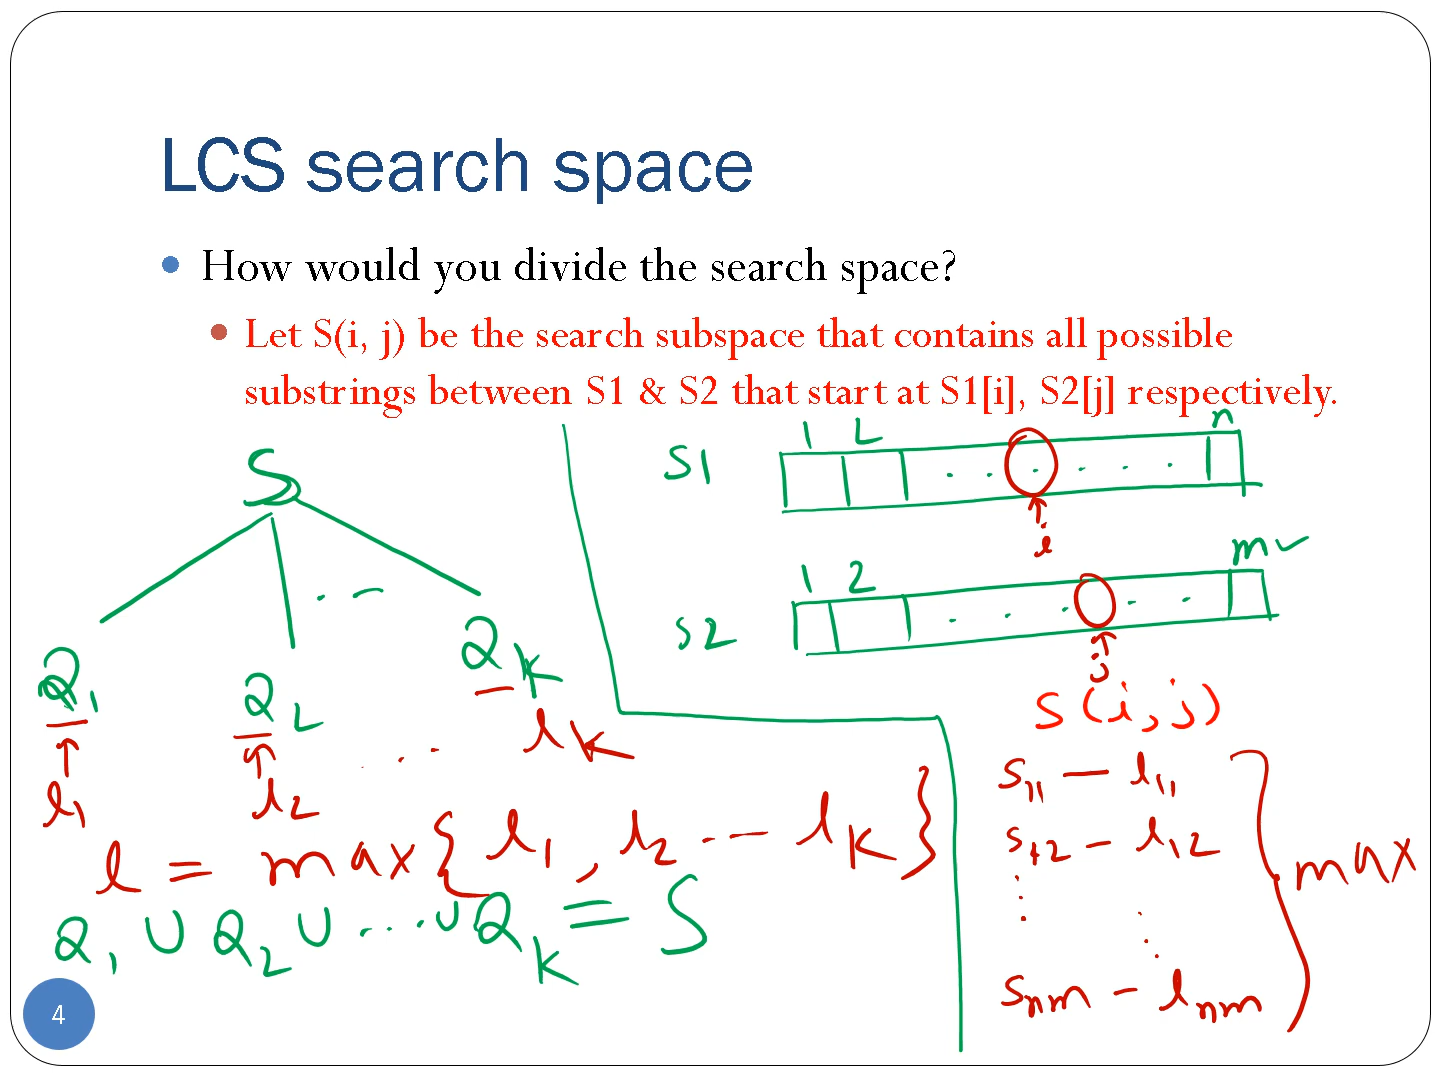 LCS search space
How would you divide the search space?
Let S(i, j) be the search subspace that contains all possible
substrings between S1 & S2 that start at S1[i], S2[j] respectively.
S
Q1
Q2
.. -
Qk
l1
l2
...
lk
l = max{l1, l2 .. -- lk}
Q1 ∪ Q2 ∪ ... ∪ Qk = S
S1
1 2 n
i
S2
1 2 m
j
S(i, j)
S11 — l11
S12 — l12
Snm — lnm
max
4